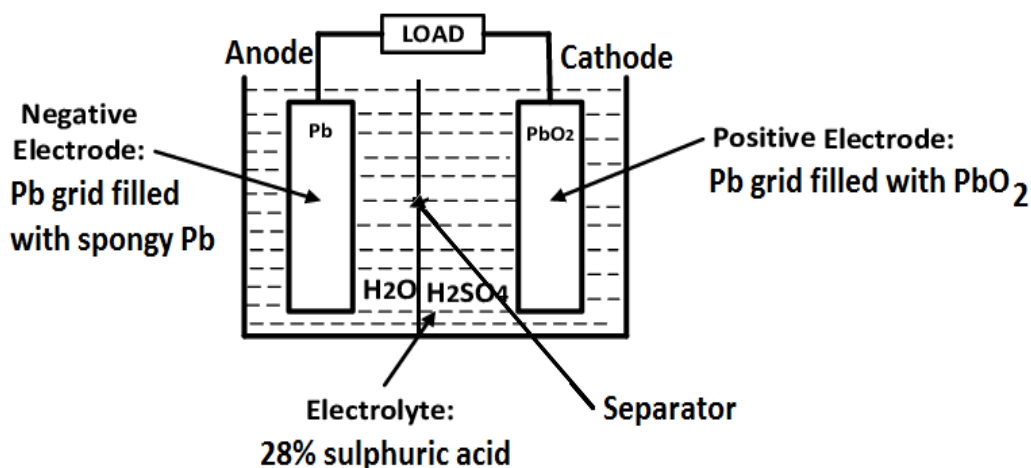 LOAD
Anode
Cathode
Negative
Electrode:
Pb grid filled
with spongy Pb
Pb
PbO2
Positive Electrode:
Pb grid filled with PbO2
H2O
H2SO4
Electrolyte:
28% sulphuric acid
Separator